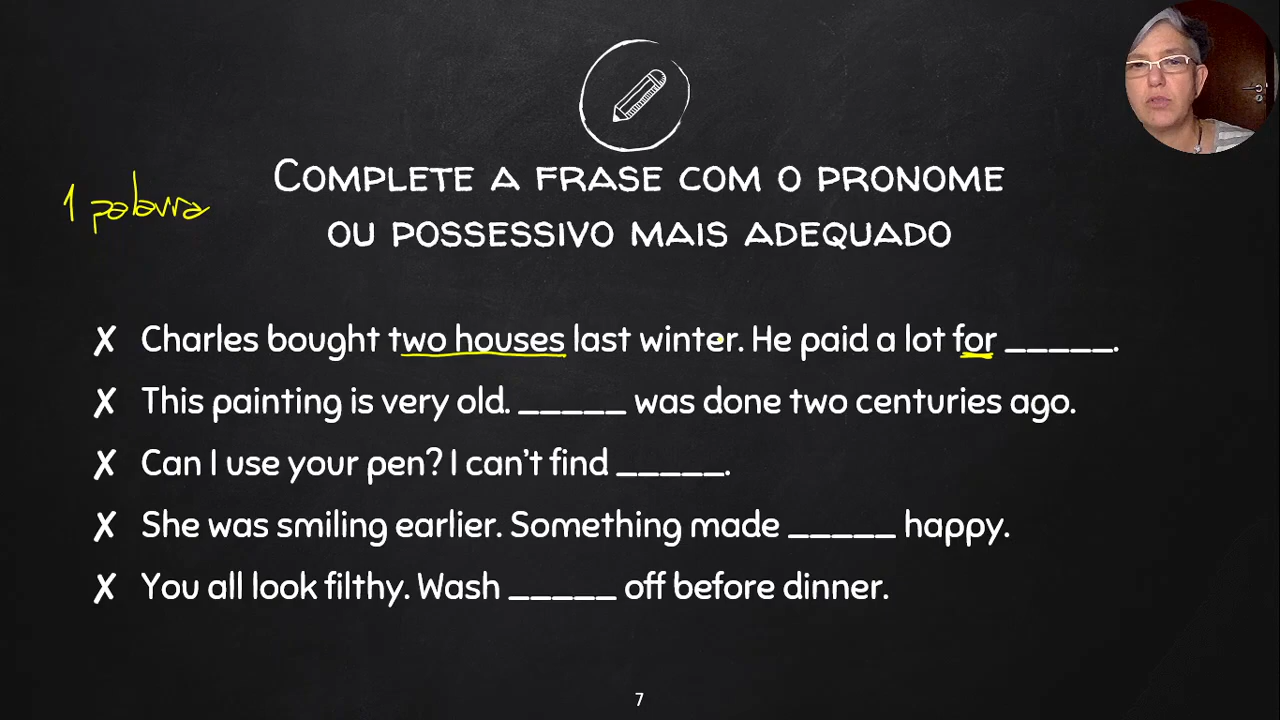 COMPLETE A FRASE COM O PRONOME
1 palavra
OU POSSESSIVO MAIS ADEQUADO
✗ Charles bought two houses last winter. He paid a lot for _____.
✗ This painting is very old. _____ was done two centuries ago.
✗ Can I use your pen? I can't find _____.
✗ She was smiling earlier. Something made _____ happy.
✗ You all look filthy. Wash _____ off before dinner.
7